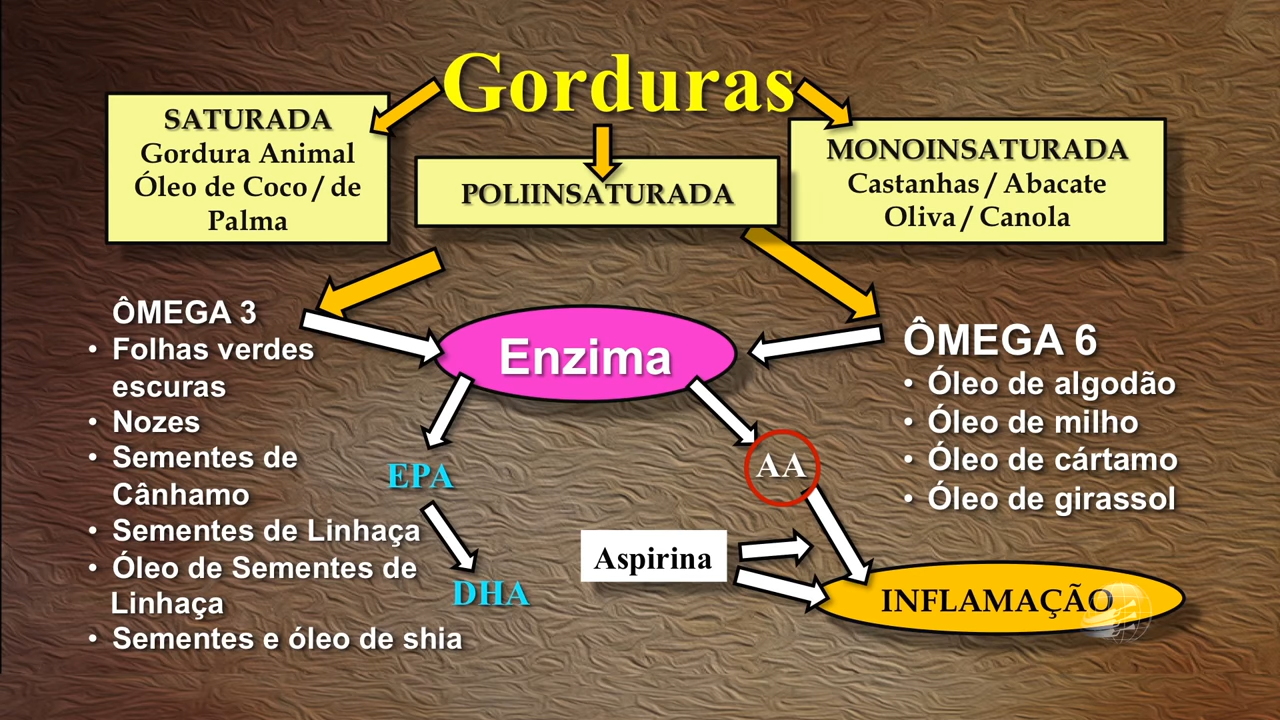 Gorduras
SATURADA
Gordura Animal
Óleo de Coco / de
Palma
POLIINSATURADA
MONOINSATURADA
Castanhas / Abacate
Oliva / Canola
ÔMEGA 3
• Folhas verdes
escuras
• Nozes
• Sementes de
Cânhamo
• Sementes de Linhaça
• Óleo de Sementes de
Linhaça
• Sementes e óleo de shia
Enzima
EPA
DHA
AA
Aspirina
INFLAMAÇÃO
ÔMEGA 6
• Óleo de algodão
• Óleo de milho
• Óleo de cártamo
• Óleo de girassol